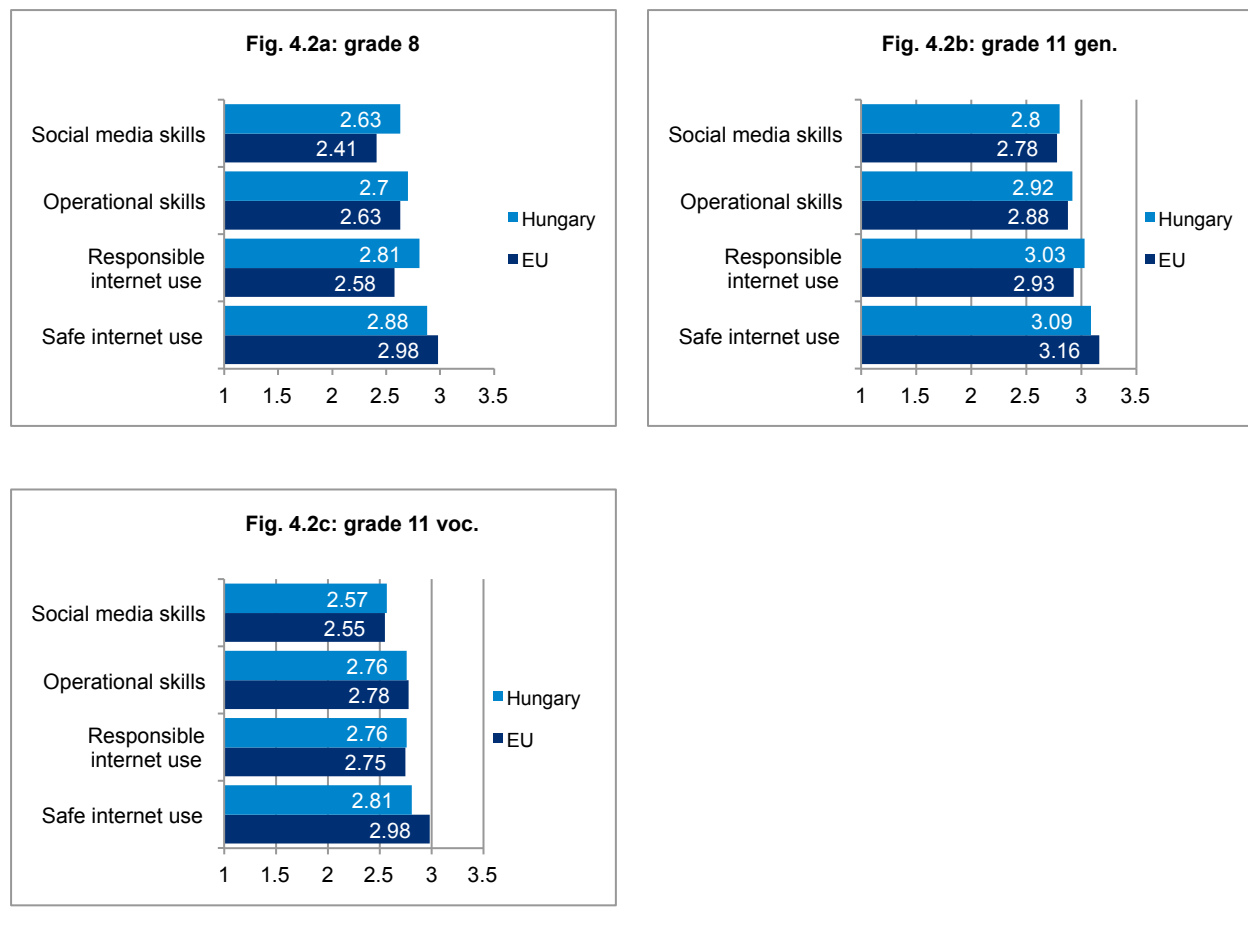 Fig. 4.2a: grade 8
Social media skills
2.63
2.41
Operational skills
2.7
2.63
Responsible
internet use
2.81
2.58
Safe internet use
2.88
2.98
1 1.5 2 2.5 3 3.5
Hungary
EU
Fig. 4.2b: grade 11 gen.
Social media skills
2.8
2.78
Operational skills
2.92
2.88
Responsible
internet use
3.03
2.93
Safe internet use
3.09
3.16
1 1.5 2 2.5 3 3.5
Hungary
EU
Fig. 4.2c: grade 11 voc.
Social media skills
2.57
2.55
Operational skills
2.76
2.78
Responsible
internet use
2.76
2.75
Safe internet use
2.81
2.98
1 1.5 2 2.5 3 3.5
Hungary
EU